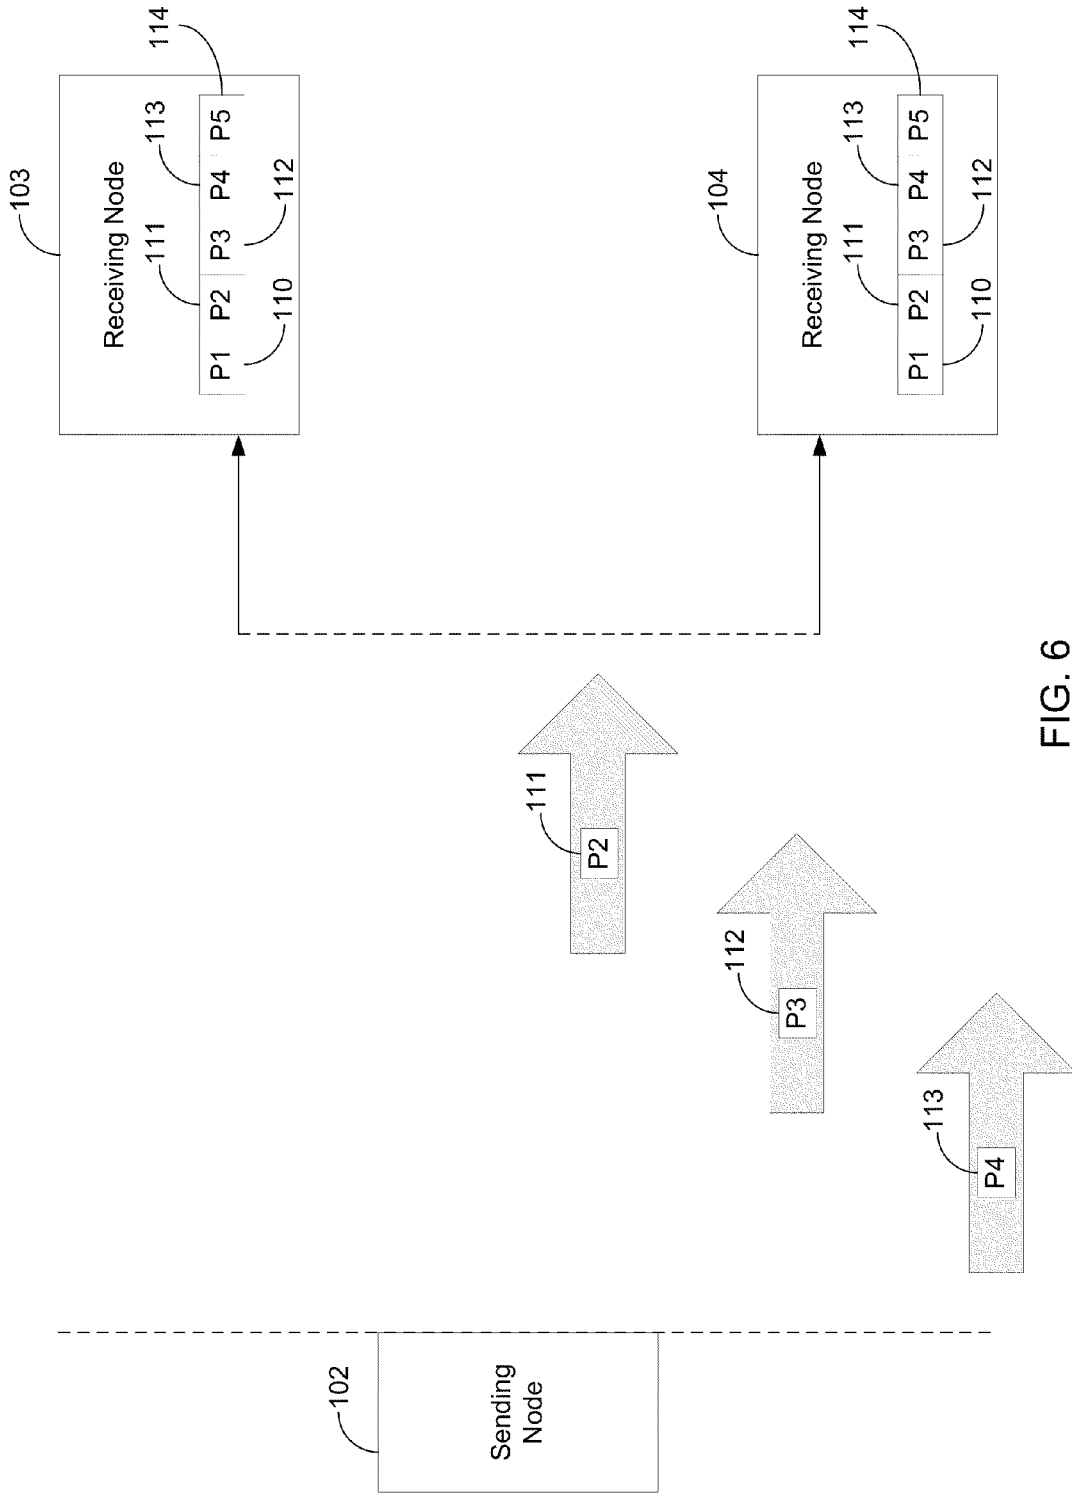 102
Sending
Node
111
P2
112
P3
113
P4
103
Receiving Node
111
113
P1 P2 P3 P4 P5
110
112
114
104
Receiving Node
111
113
P1 P2 P3 P4 P5
110
112
114
FIG. 6